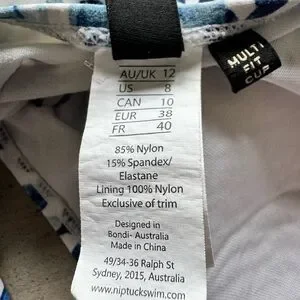 MULTI
FIT
CUP
AU/UK 12
US 8
CAN 10
EUR 38
FR 40
85% Nylon
15% Spandex/
Elastane
Lining 100% Nylon
Exclusive of trim
Designed in
Bondi- Australia
Made in China
49/34-36 Ralph St
Sydney, 2015, Australia
www.niptuckswim.com